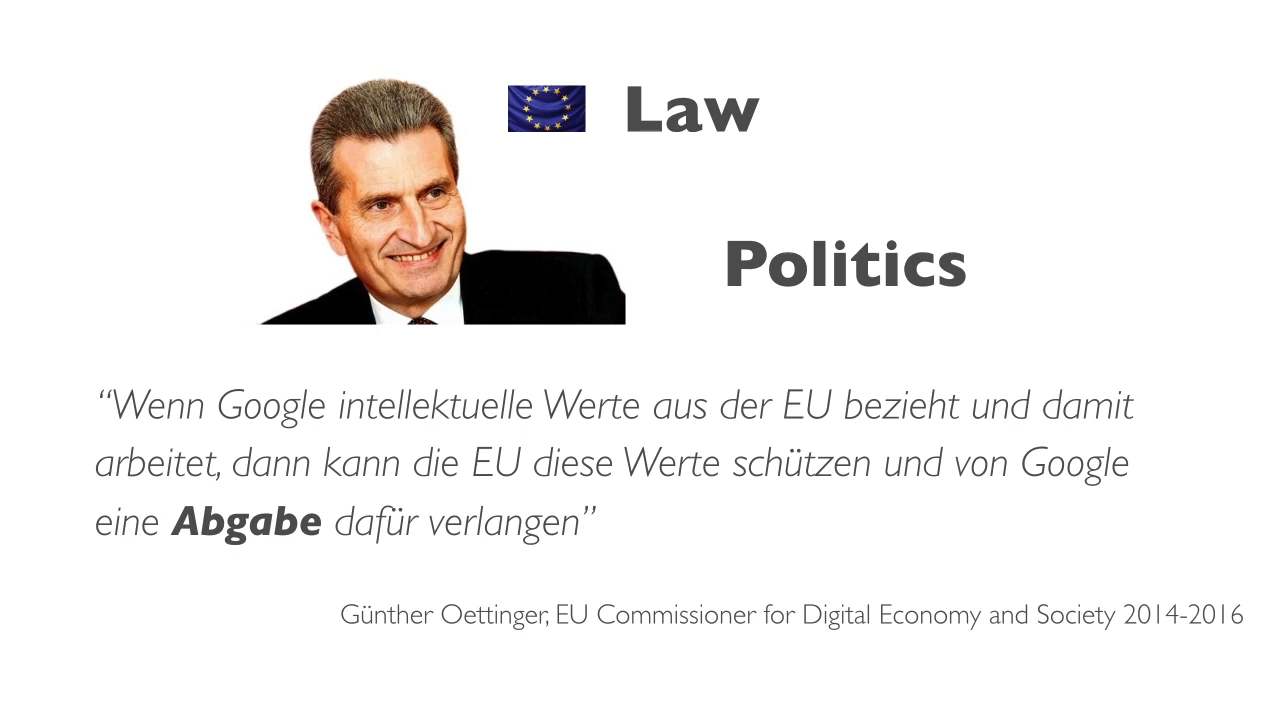 Law
Politics
“Wenn Google intellektuelle Werte aus der EU bezieht und damit
arbeitet, dann kann die EU diese Werte schützen und von Google
eine Abgabe dafür verlangen”
Günther Oettinger, EU Commissioner for Digital Economy and Society 2014-2016